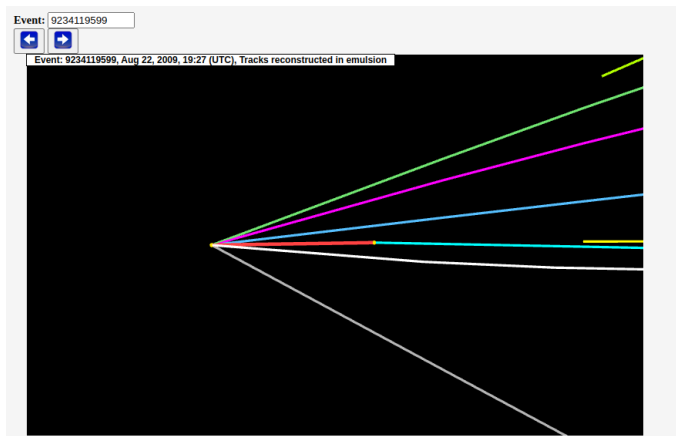 Event: 9234119599
Event: 9234119599, Aug 22, 2009, 19:27 (UTC), Tracks reconstructed in emulsion